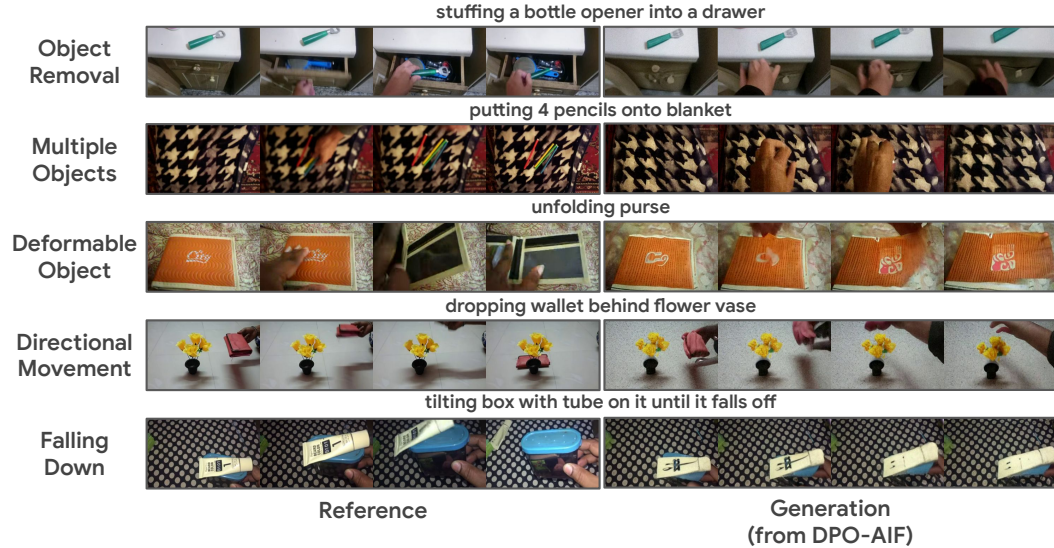 stuffing a bottle opener into a drawer
Object
Removal
putting 4 pencils onto blanket
Multiple
Objects
unfolding purse
Deformable
Object
dropping wallet behind flower vase
Directional
Movement
tilting box with tube on it until it falls off
Falling
Down
Reference
Generation
(from DPO-AIF)